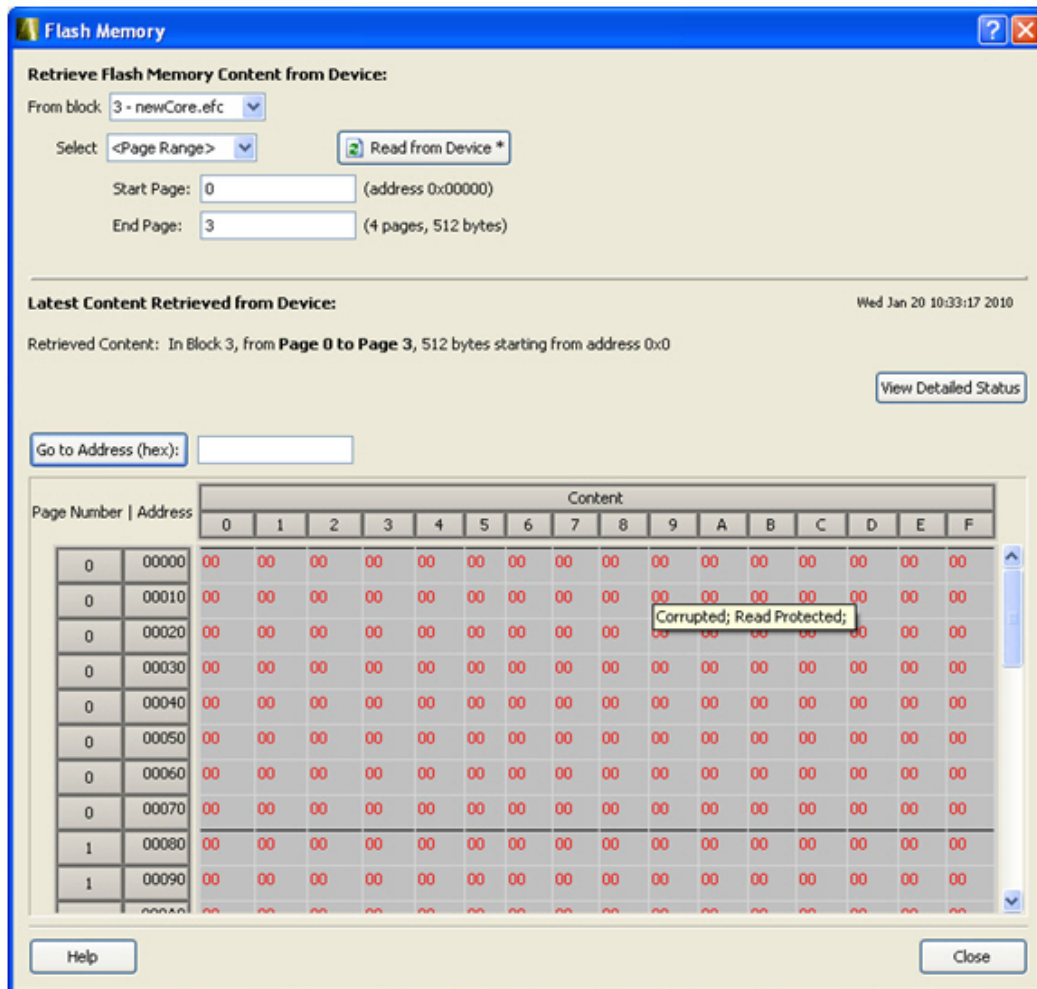 Flash Memory
Retrieve Flash Memory Content from Device:
From block 3 - newCore.efc
Select <Page Range> Read from Device *
Start Page: 0 (address 0x00000)
End Page: 3 (4 pages, 512 bytes)
Latest Content Retrieved from Device: Wed Jan 20 10:33:17 2010
Retrieved Content: In Block 3, from Page 0 to Page 3, 512 bytes starting from address 0x0
View Detailed Status
Go to Address (hex):
Content
Page Number | Address
0 1 2 3 4 5 6 7 8 9 A B C D E F
0 00000 00 00 00 00 00 00 00 00 00 00 00 00 00 00 00 00
0 00010 00 00 00 00 00 00 00 00 00 00 00 00 00 00 00 00
Corrupted; Read Protected;
0 00020 00 00 00 00 00 00 00 00 00 00 00 00 00 00 00 00
0 00030 00 00 00 00 00 00 00 00 00 00 00 00 00 00 00 00
0 00040 00 00 00 00 00 00 00 00 00 00 00 00 00 00 00 00
0 00050 00 00 00 00 00 00 00 00 00 00 00 00 00 00 00 00
0 00060 00 00 00 00 00 00 00 00 00 00 00 00 00 00 00 00
0 00070 00 00 00 00 00 00 00 00 00 00 00 00 00 00 00 00
1 00080 00 00 00 00 00 00 00 00 00 00 00 00 00 00 00 00
1 00090 00 00 00 00 00 00 00 00 00 00 00 00 00 00 00 00
Help Close